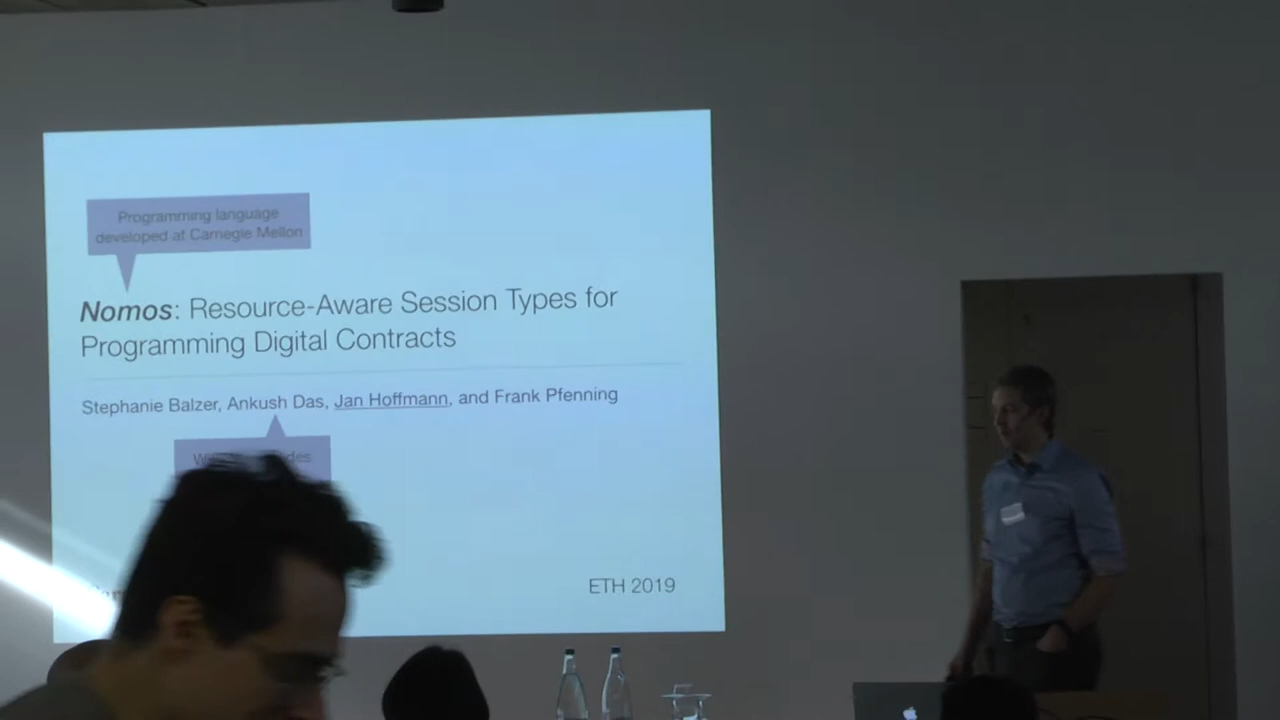 Programming language
developed at Carnegie Mellon
Nomos: Resource-Aware Session Types for
Programming Digital Contracts
Stephanie Balzer, Ankush Das, Jan Hoffmann, and Frank Pfenning
ETH 2019